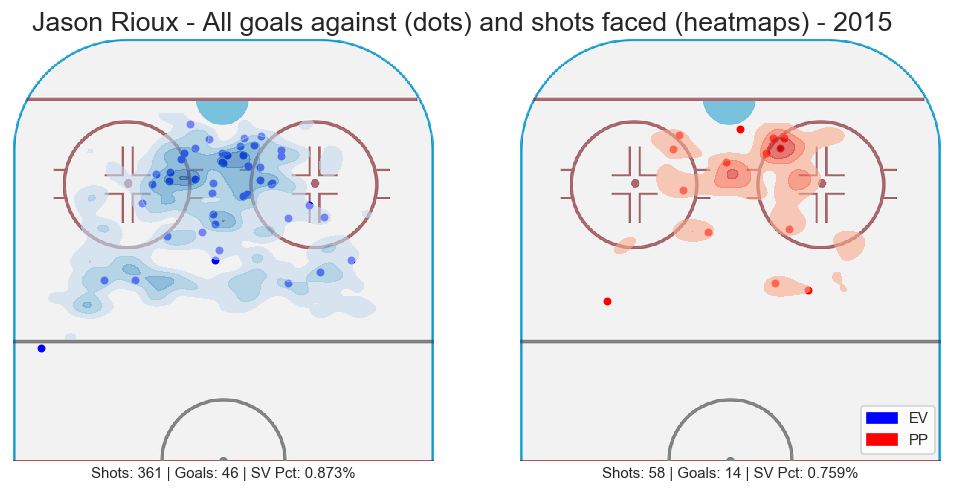 Jason Rioux - All goals against (dots) and shots faced (heatmaps) - 2015
EV
PP
Shots: 361 | Goals: 46 | SV Pct: 0.873%
Shots: 58 | Goals: 14 | SV Pct: 0.759%